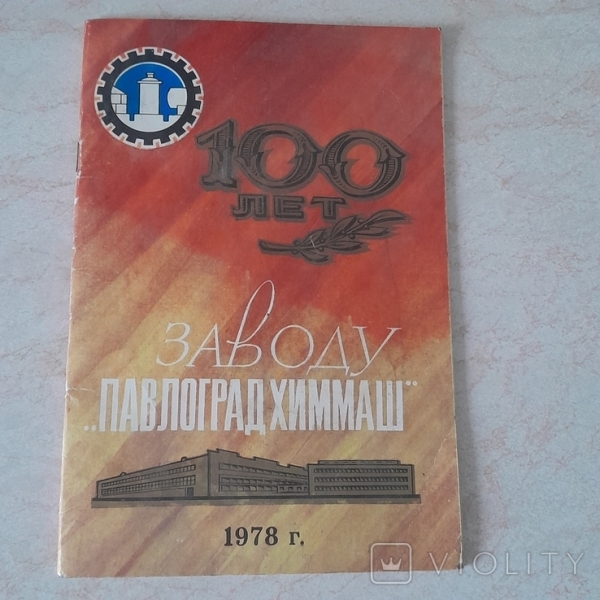 100
ЛЕТ
ЗАВОДУ
„ПАВЛОГРАДХИММАШ"
1978 г.
VIOLITY